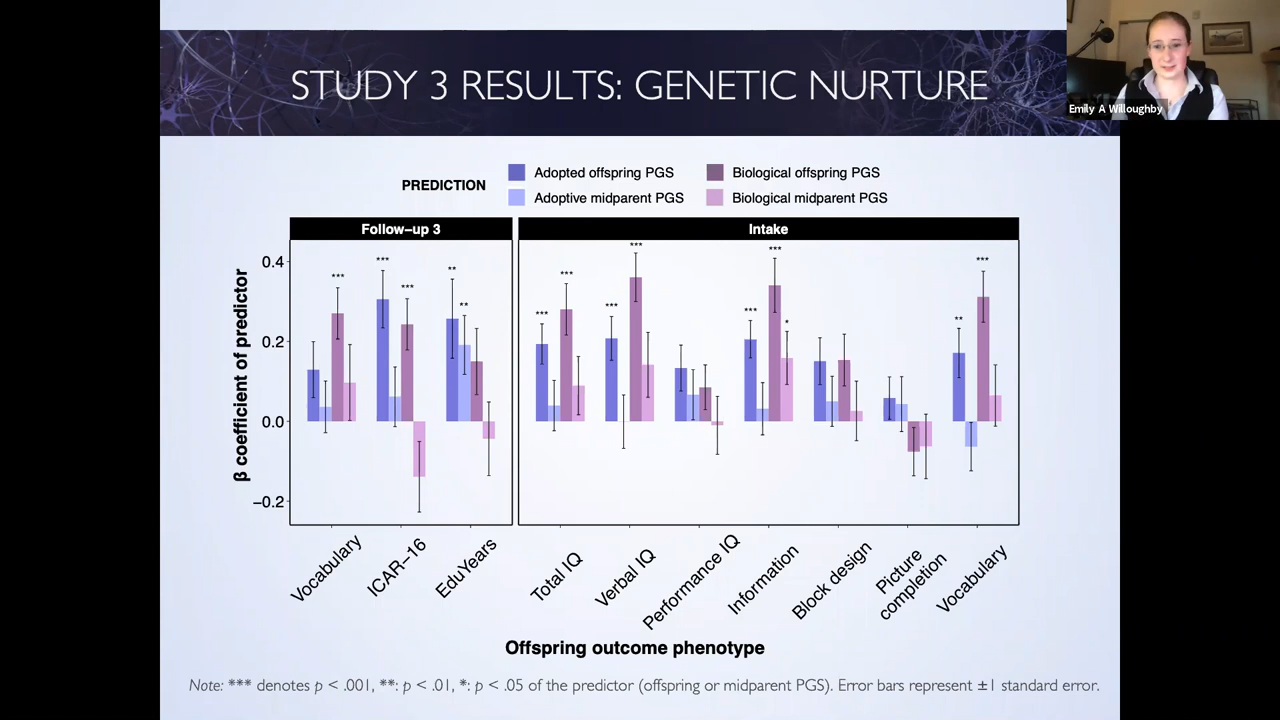 STUDY 3 RESULTS: GENETIC NURTURE
Emily A Willoughby
PREDICTION
Adopted offspring PGS
Biological offspring PGS
Adoptive midparent PGS
Biological midparent PGS
Follow−up 3
Intake
β coefficient of predictor
0.4
0.2
0.0
−0.2
***
***
***
**
**
***
***
***
***
***
***
*
**
***
Vocabulary
ICAR−16
EduYears
Total IQ
Verbal IQ
Performance IQ
Information
Block design
Picture
completion
Vocabulary
Offspring outcome phenotype
Note: *** denotes p < .001, **: p < .01, *: p < .05 of the predictor (offspring or midparent PGS). Error bars represent ±1 standard error.